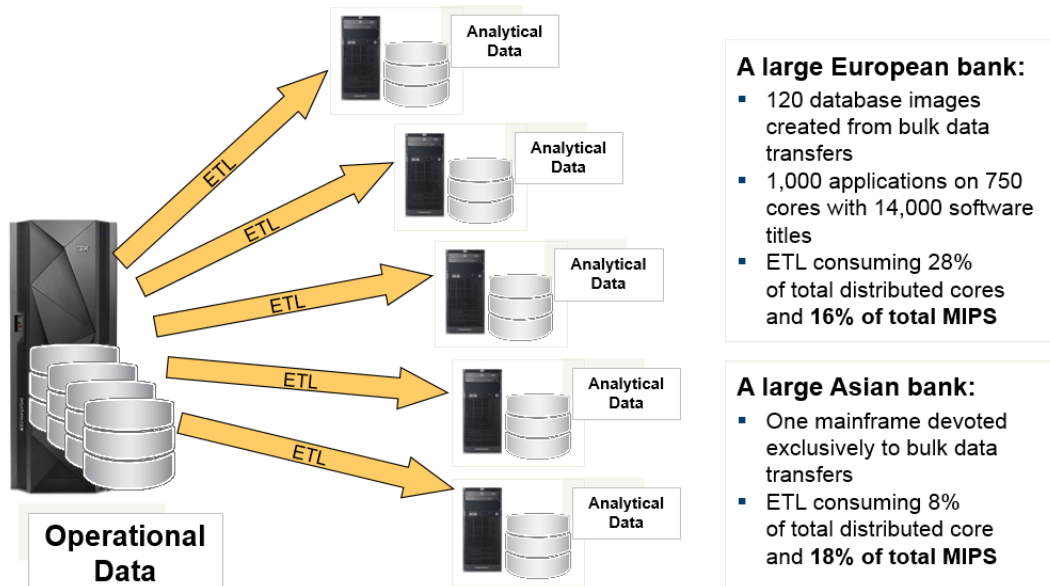 Analytical
Data
ETL
Analytical
Data
ETL
Analytical
Data
ETL
Analytical
Data
ETL
Analytical
Data
ETL
Operational
Data
A large European bank:
▪ 120 database images
created from bulk data
transfers
▪ 1,000 applications on 750
cores with 14,000 software
titles
▪ ETL consuming 28%
of total distributed cores
and 16% of total MIPS
A large Asian bank:
▪ One mainframe devoted
exclusively to bulk data
transfers
▪ ETL consuming 8%
of total distributed core
and 18% of total MIPS